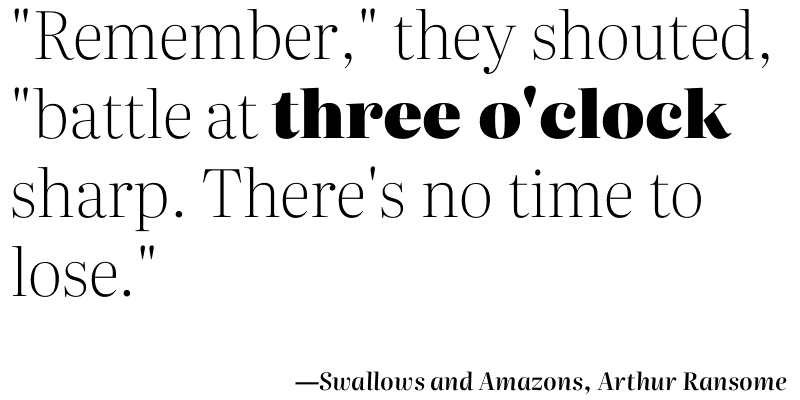 "Remember," they shouted,
"battle at three o'clock
sharp. There's no time to
lose."
—Swallows and Amazons, Arthur Ransome